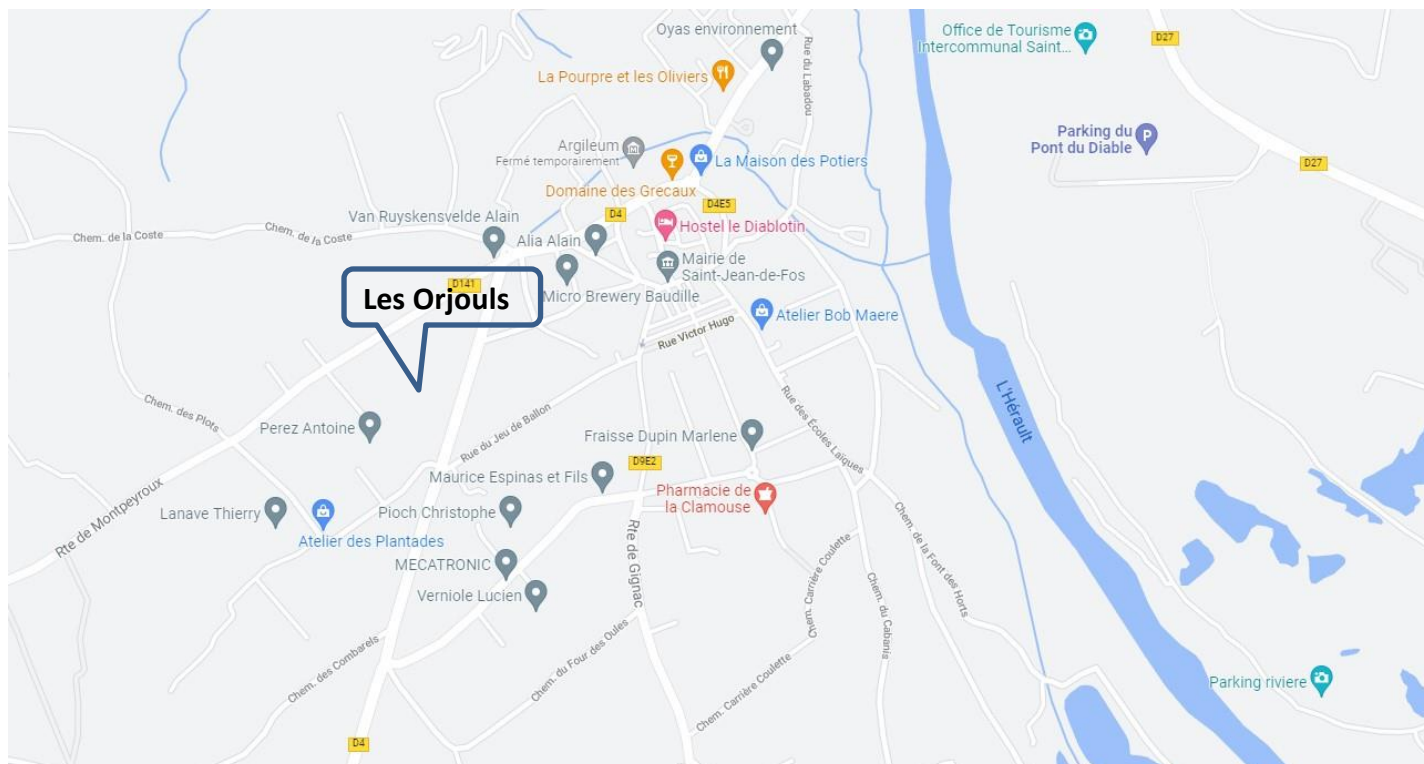 Oyas environnement
Rue du Labadou
Office de Tourisme
Intercommunal Saint...
D27
La Pourpre et les Oliviers
Parking du
Pont du Diable
P
D27
Argileum
Fermé temporairement
La Maison des Potiers
Domaine des Grecaux
D4E5
D4
Van Ruyskensvelde Alain
Hostel le Diablotin
Chem. de la Coste
Chem. de la Coste
Alia Alain
Mairie de
Saint-Jean-de-Fos
D141
Les Orjouls
Micro Brewery Baudille
Atelier Bob Maere
Rue Victor Hugo
L'Hérault
Chem. des Plots
Perez Antoine
Rue du Jeu de Ballon
Rue des Écoles Laïques
Fraisse Dupin Marlene
D9E2
Maurice Espinas et Fils
Pharmacie de
la Clamouse
Rte de Montpeyroux
Lanave Thierry
Pioch Christophe
Atelier des Plantades
Rte de Gignac
MECATRONIC
Verniole Lucien
Chem. Carrière Coulette
Chem. de la Font des Horts
Chem. du Cabanis
Chem. des Combarels
Chem. du Four des Oules
Chem. Carrière Coulette
Parking riviere
D4